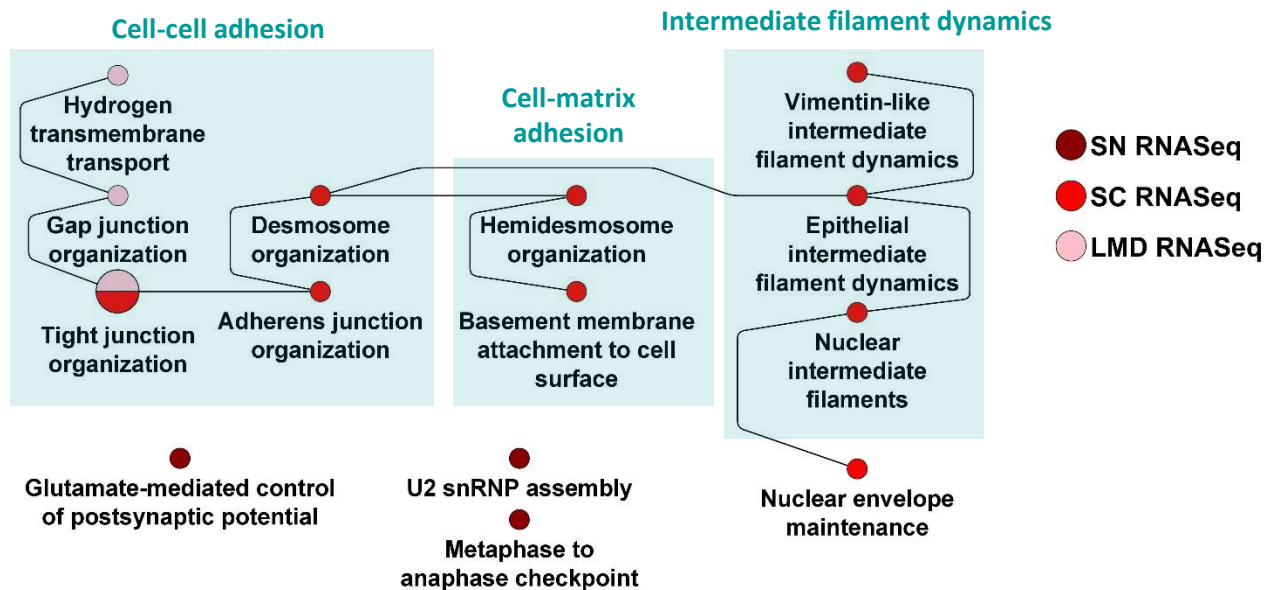 Cell-cell adhesion
Intermediate filament dynamics
Cell-matrix
adhesion
Hydrogen
transmembrane
transport
Gap junction
organization
Tight junction
organization
Desmosome
organization
Adherens junction
organization
Hemidesmosome
organization
Basement membrane
attachment to cell
surface
Vimentin-like
intermediate
filament dynamics
Epithelial
intermediate
filament dynamics
Nuclear
intermediate
filaments
Nuclear envelope
maintenance
SN RNASeq
SC RNASeq
LMD RNASeq
Glutamate-mediated control
of postsynaptic potential
U2 snRNP assembly
Metaphase to
anaphase checkpoint